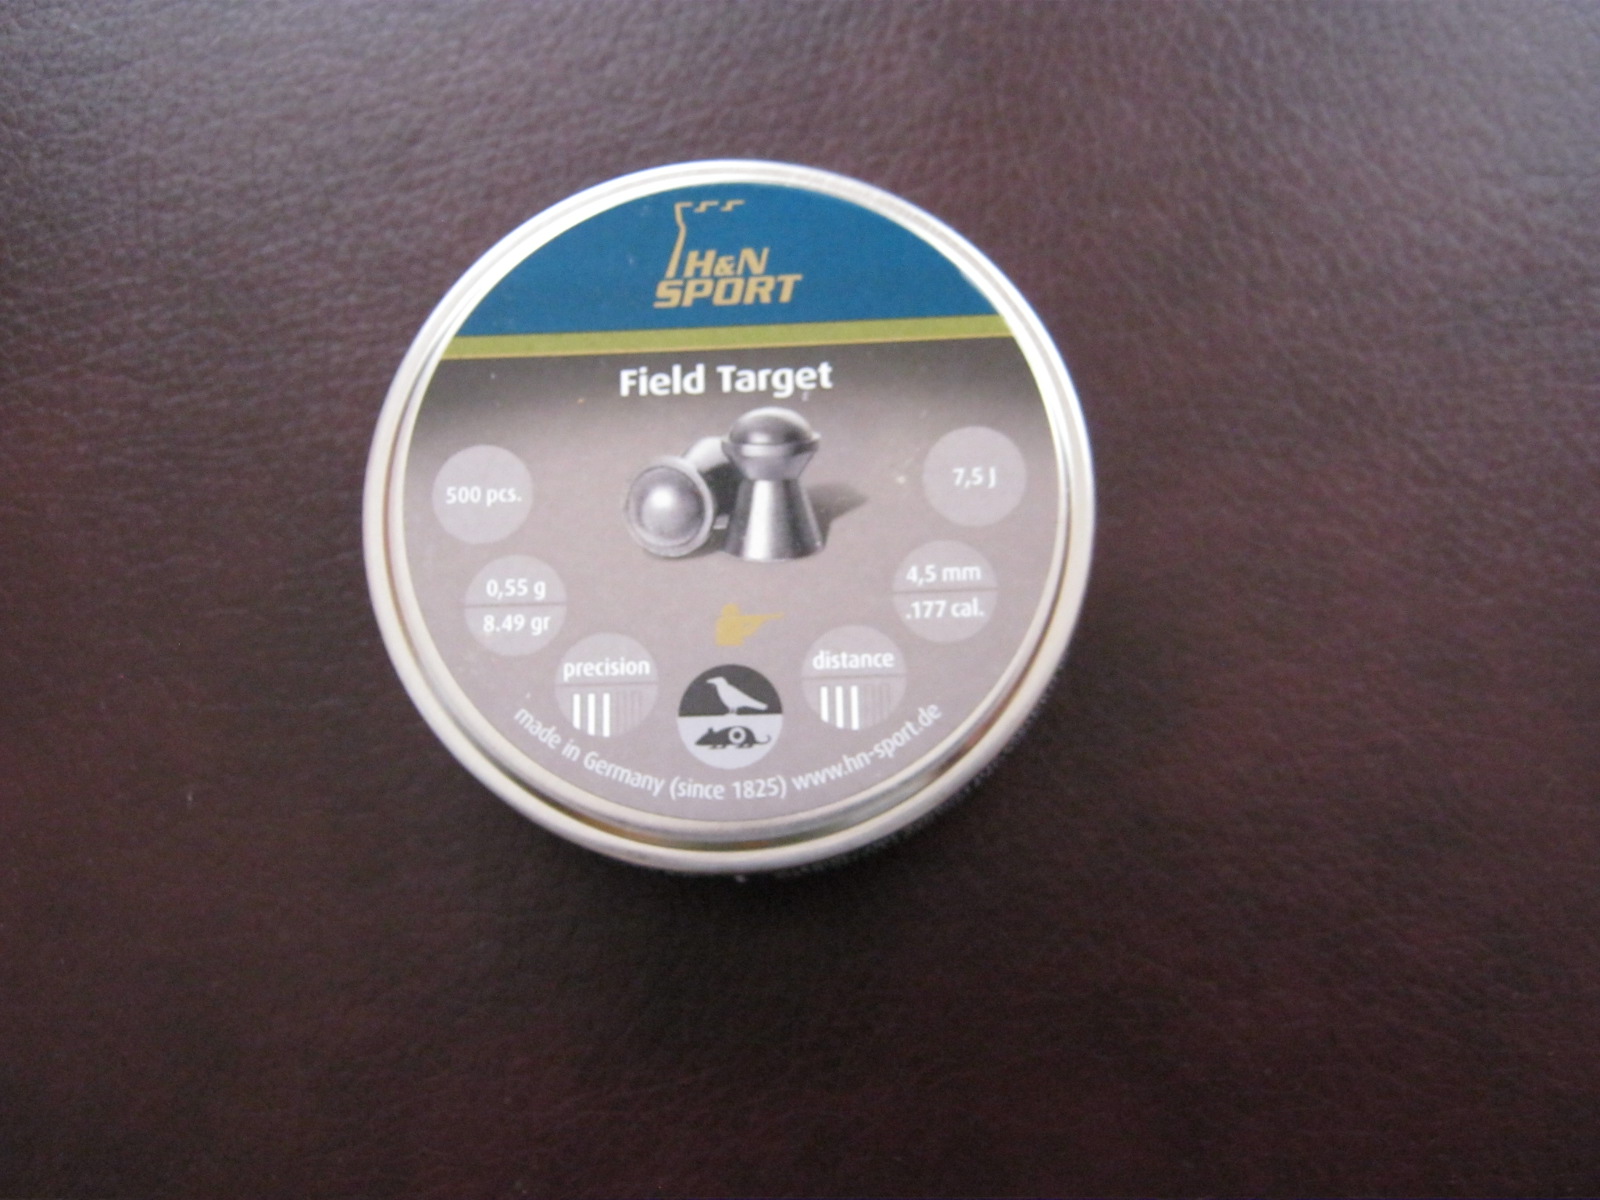 H&N
SPORT
Field Target
500 pcs.
7,5 J
0,55 g
8.49 gr
4,5 mm
.177 cal.
precision
distance
made in Germany (since 1825) www.hn-sport.de